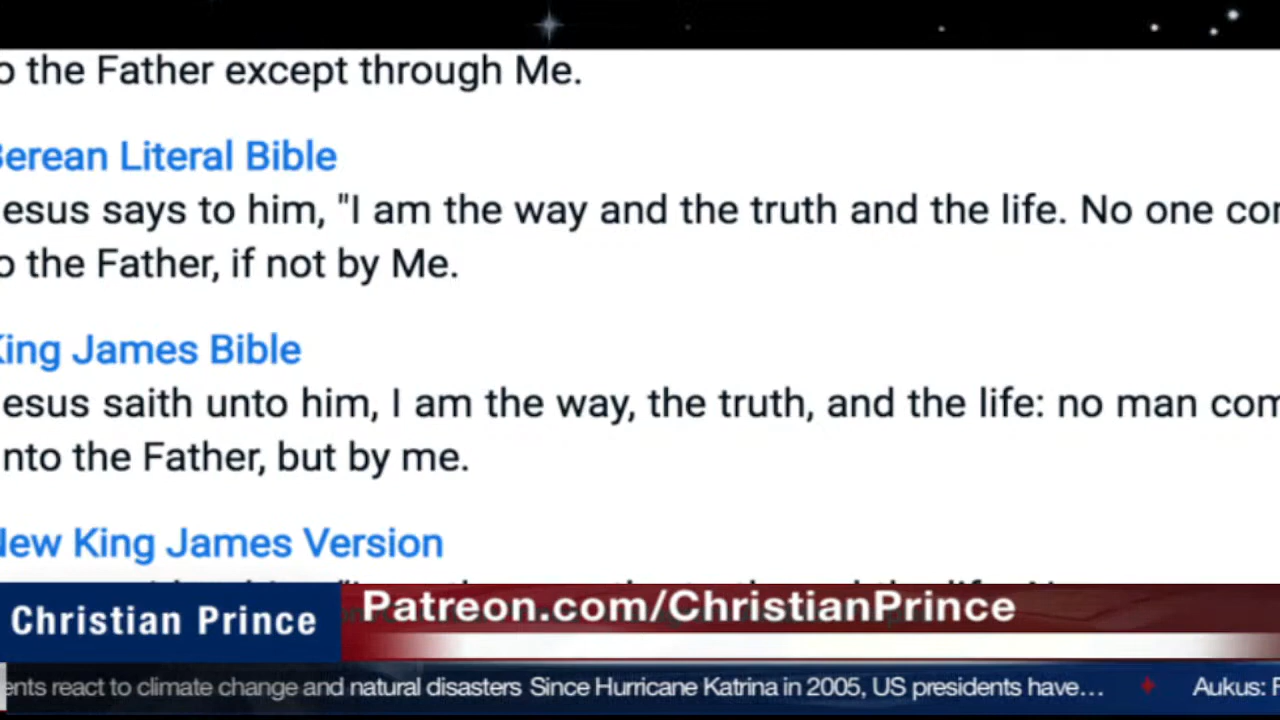 o the Father except through Me.
Berean Literal Bible
esus says to him, "I am the way and the truth and the life. No one con
o the Father, if not by Me.
King James Bible
esus saith unto him, I am the way, the truth, and the life: no man com
nto the Father, but by me.
New King James Version
Christian Prince
Patreon.com/ChristianPrince
ents react to climate change and natural disasters Since Hurricane Katrina in 2005, US presidents have... Aukus: F